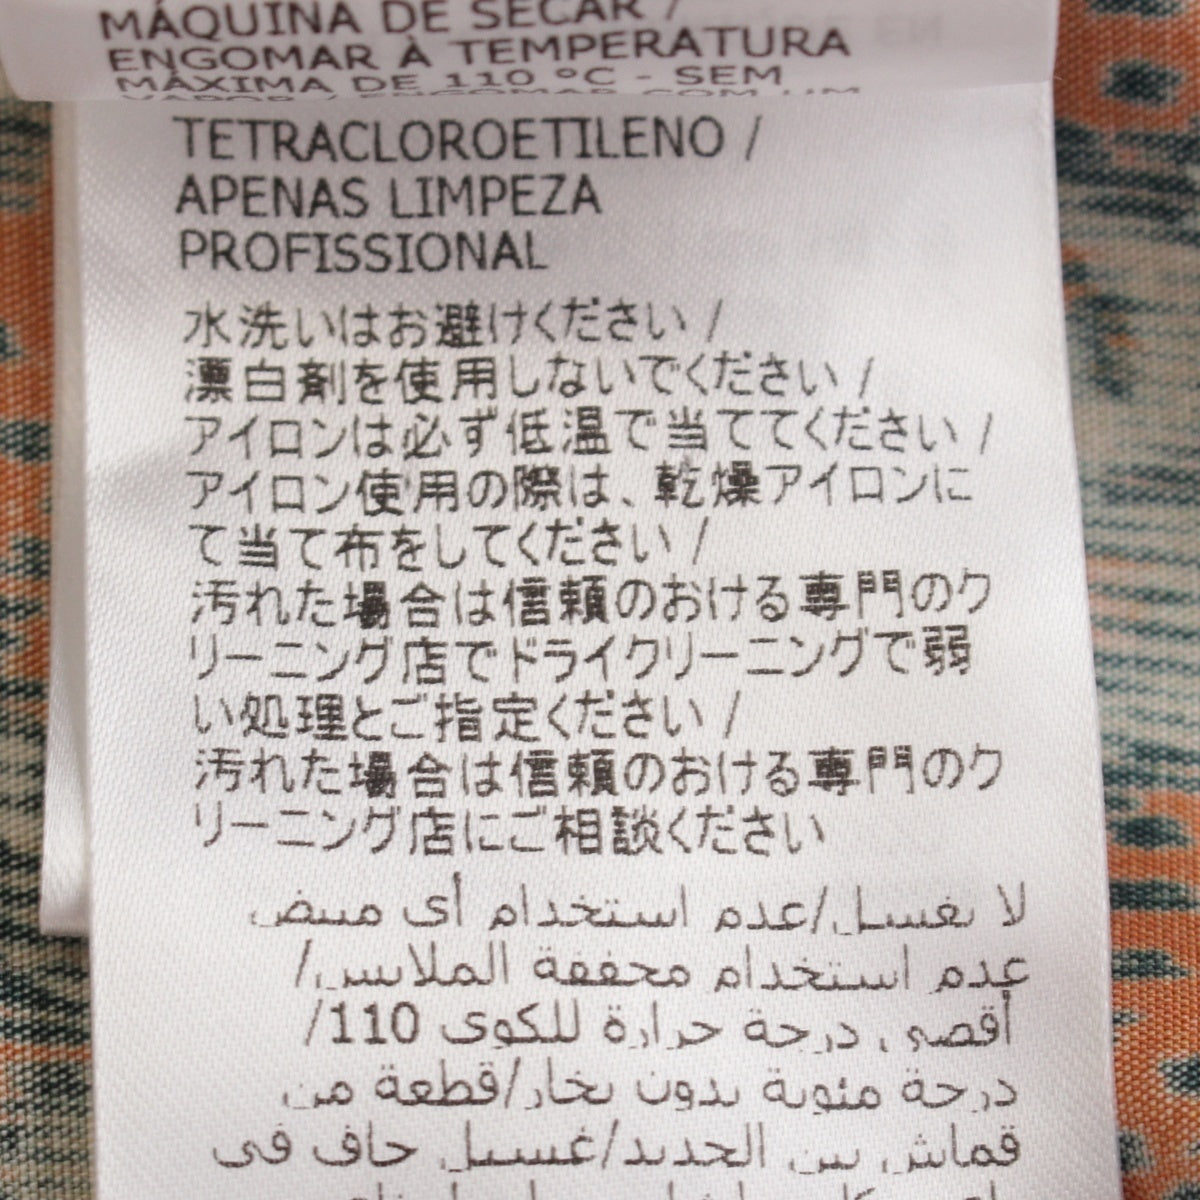 MÁQUINA DE SECAR /
ENGOMAR À TEMPERATURA
MÁXIMA DE 110 °C - SEM
VAPOR / ENGOMAR COM UM
TETRACLOROETILENO /
APENAS LIMPEZA
PROFISSIONAL
水洗いはお避けください /
漂白剤を使用しないでください /
アイロンは必ず低温で当ててください /
アイロン使用の際は、乾燥アイロンに
て当て布をしてください /
汚れた場合は信頼のおける専門のク
リーニング店でドライクリーニングで弱
い処理とご指定ください /
汚れた場合は信頼のおける専門のク
リーニング店にご相談ください
لا يغسل/عدم استخدام أي مبيض
عدم استخدام مجففة الملابس/
أقصى درجة حرارة للكوي 110/
درجة مئوية بدون بخار/قطعة من
قماش بين الحديد/غسيل جاف في